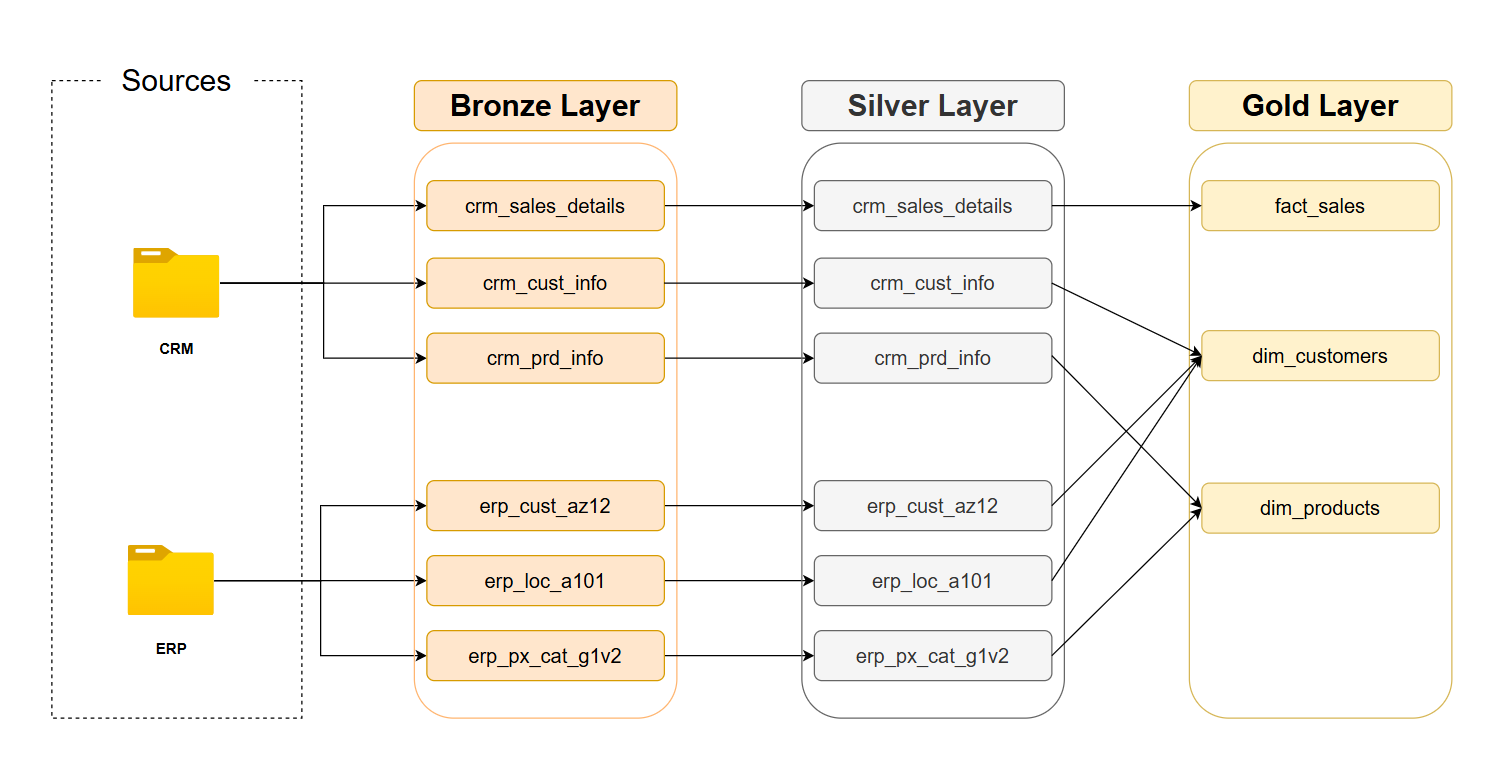 Sources
Bronze Layer
Silver Layer
Gold Layer
crm_sales_details
crm_sales_details
fact_sales
crm_cust_info
crm_cust_info
CRM
crm_prd_info
crm_prd_info
dim_customers
erp_cust_az12
erp_cust_az12
dim_products
erp_loc_a101
erp_loc_a101
ERP
erp_px_cat_g1v2
erp_px_cat_g1v2